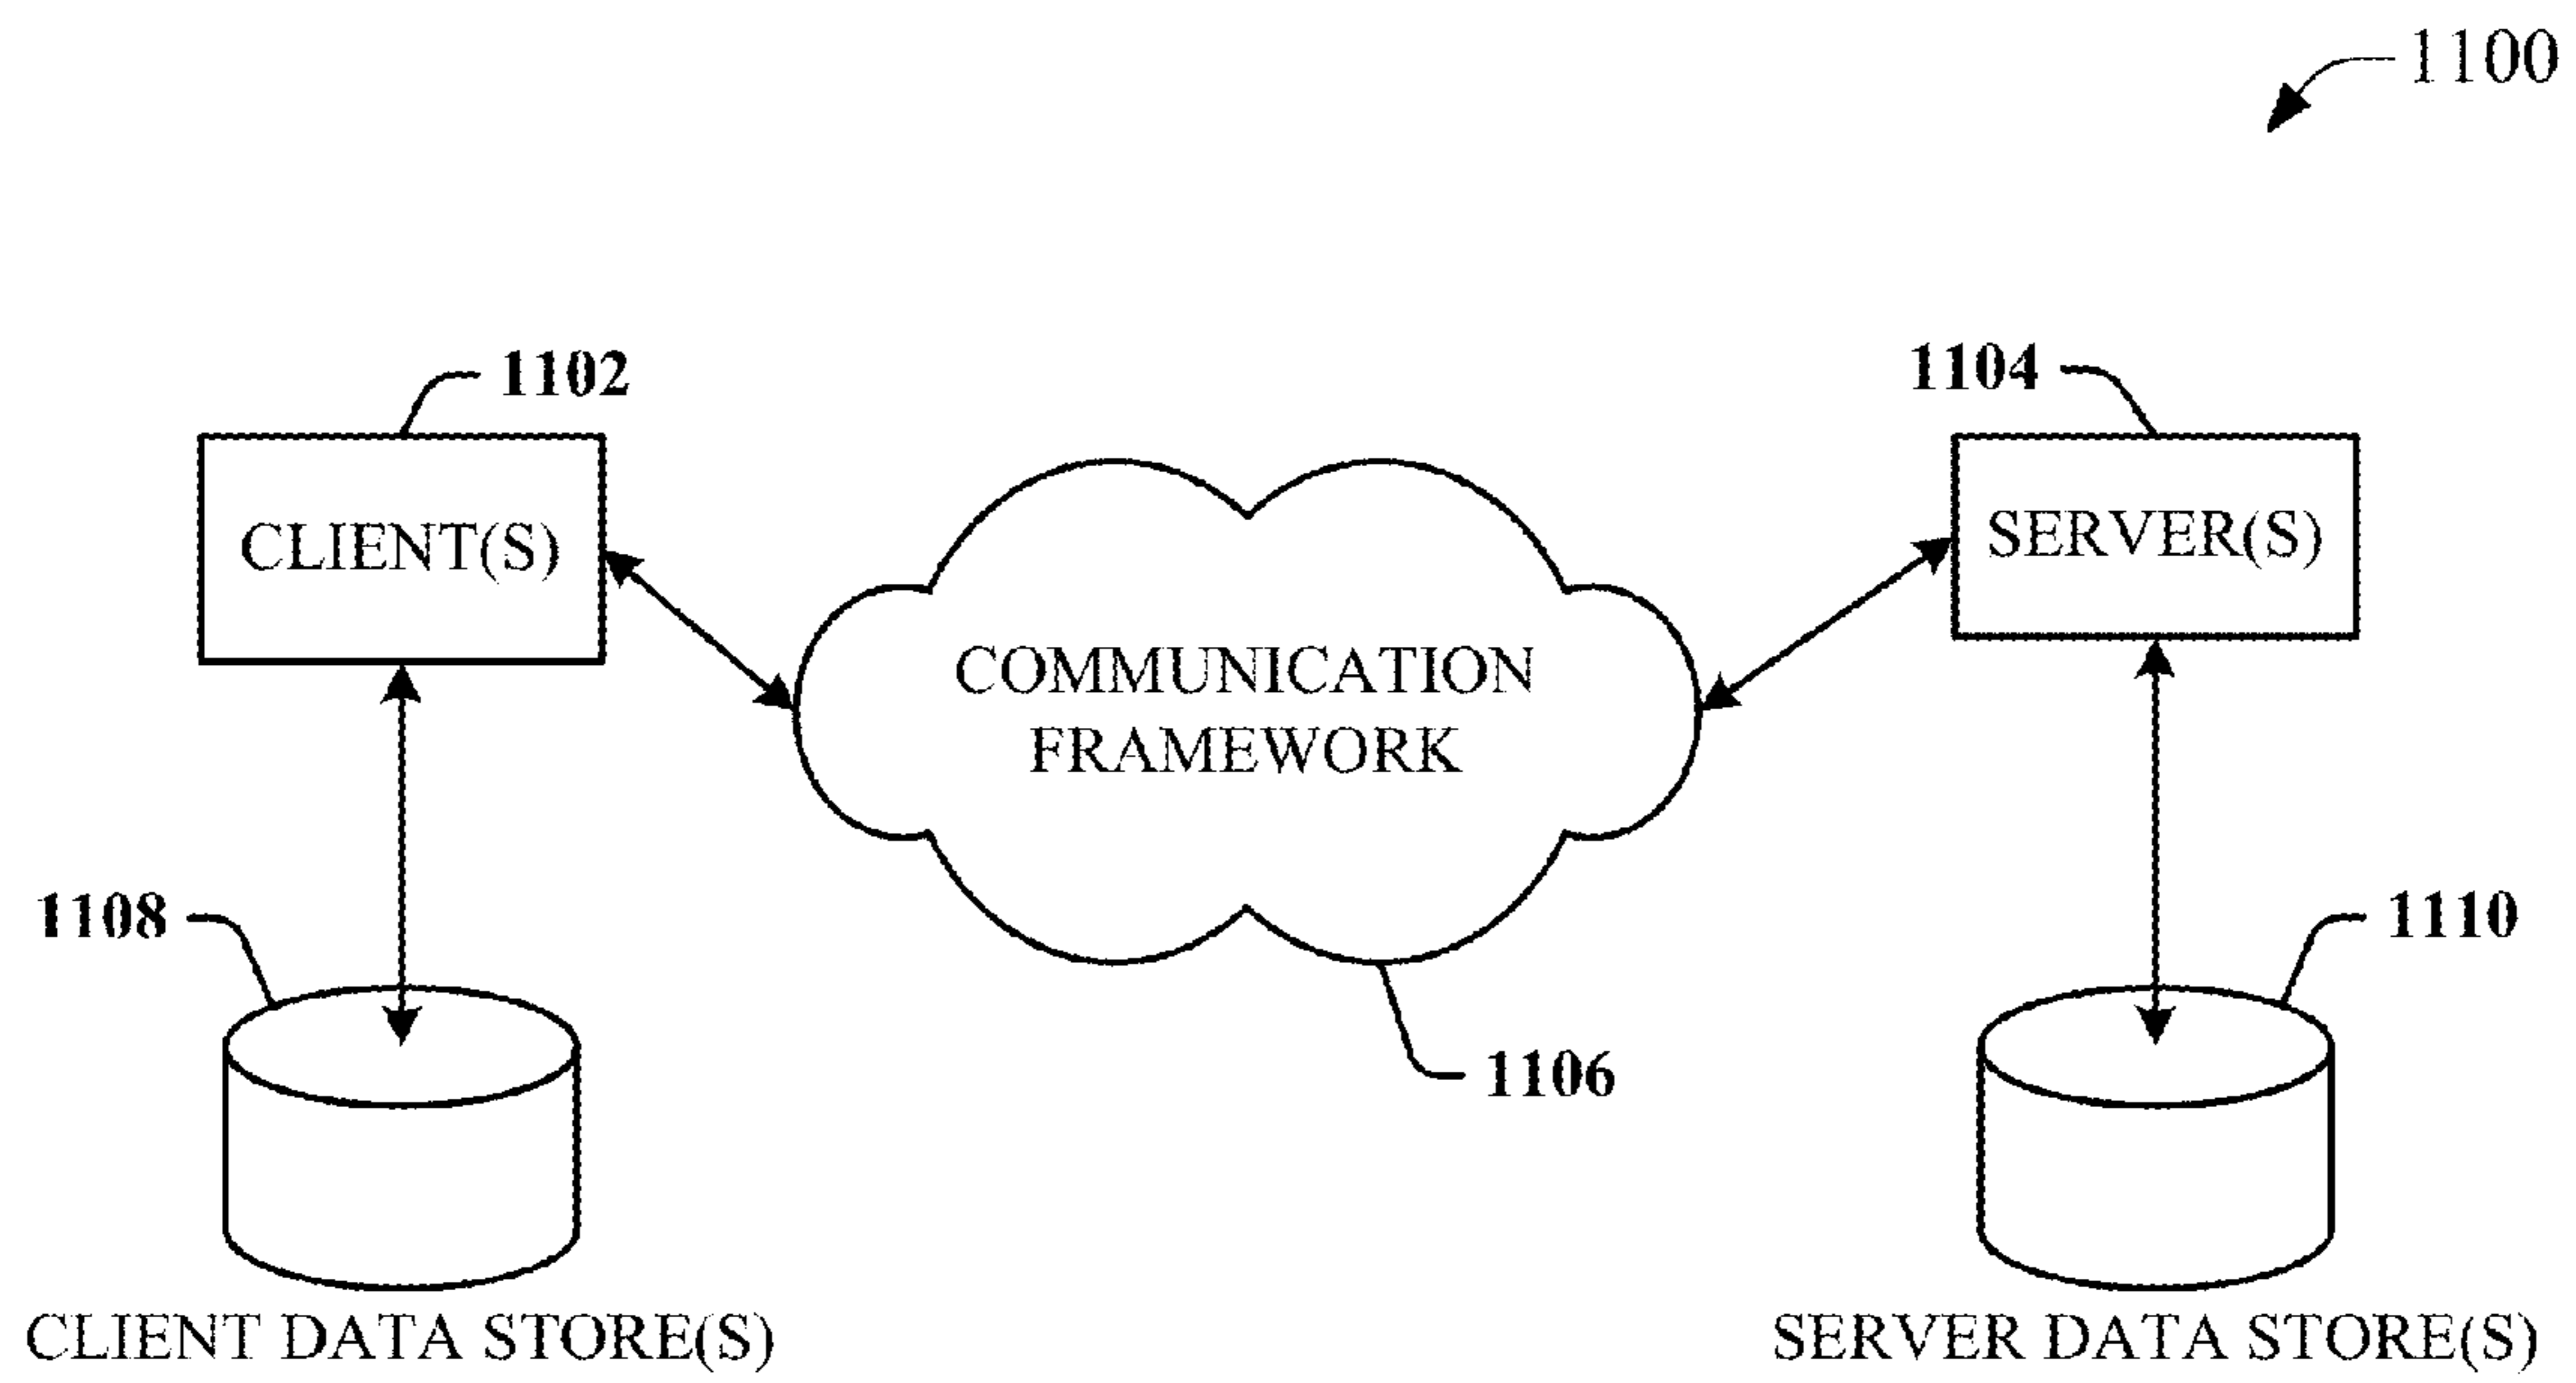 1100
1102
1104
CLIENT(S)
SERVER(S)
COMMUNICATION
FRAMEWORK
1108
1110
1106
CLIENT DATA STORE(S)
SERVER DATA STORE(S)